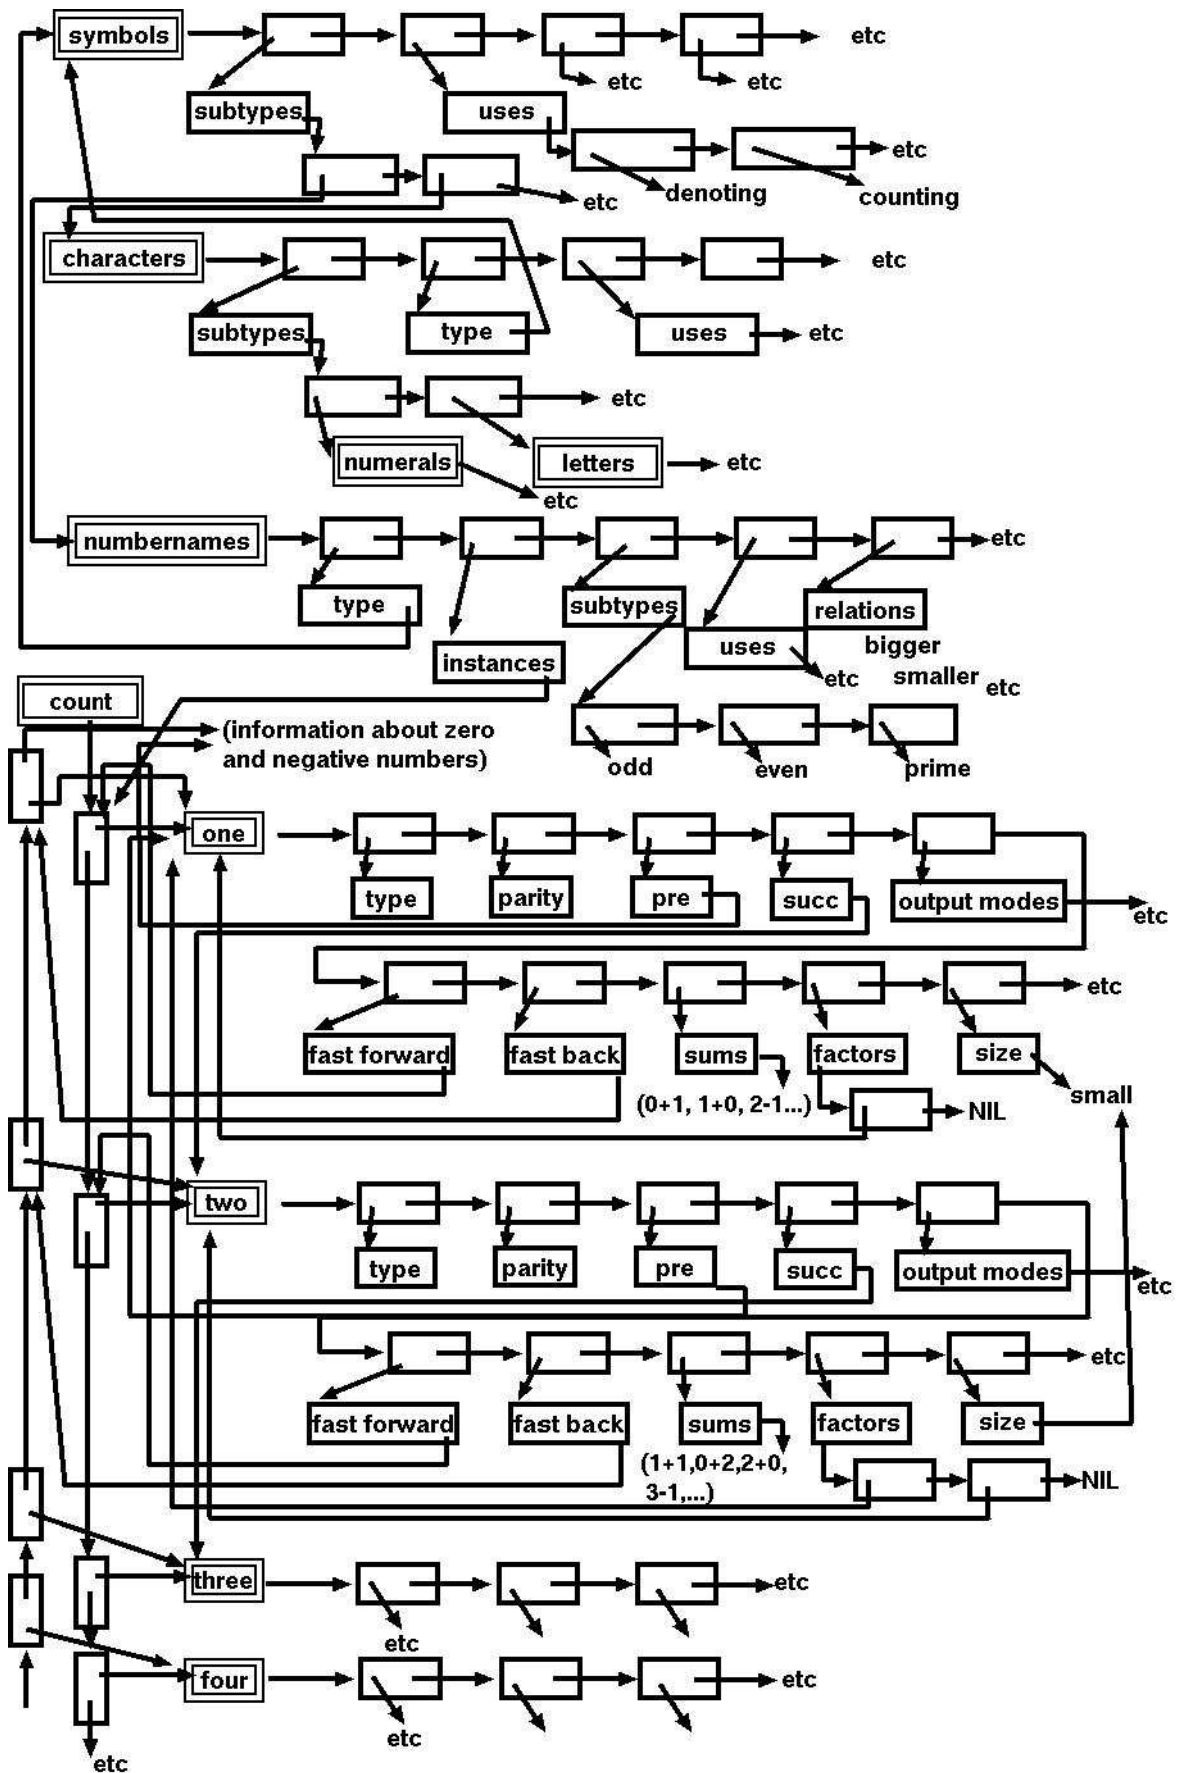 symbols
etc
etc
etc
subtypes
uses
etc
denoting
counting
etc
characters
etc
subtypes
type
uses
etc
etc
numerals
letters
etc
etc
numbernames
etc
type
subtypes
relations
uses
bigger
instances
etc
smaller
etc
count
(information about zero
and negative numbers)
odd
even
prime
one
type
parity
pre
succ
output modes
etc
etc
fast forward
fast back
sums
factors
size
(0+1, 1+0, 2-1...)
small
NIL
two
type
parity
pre
succ
output modes
etc
etc
fast forward
fast back
sums
factors
size
(1+1,0+2,2+0,
3-1,...)
NIL
three
etc
etc
four
etc
etc
etc